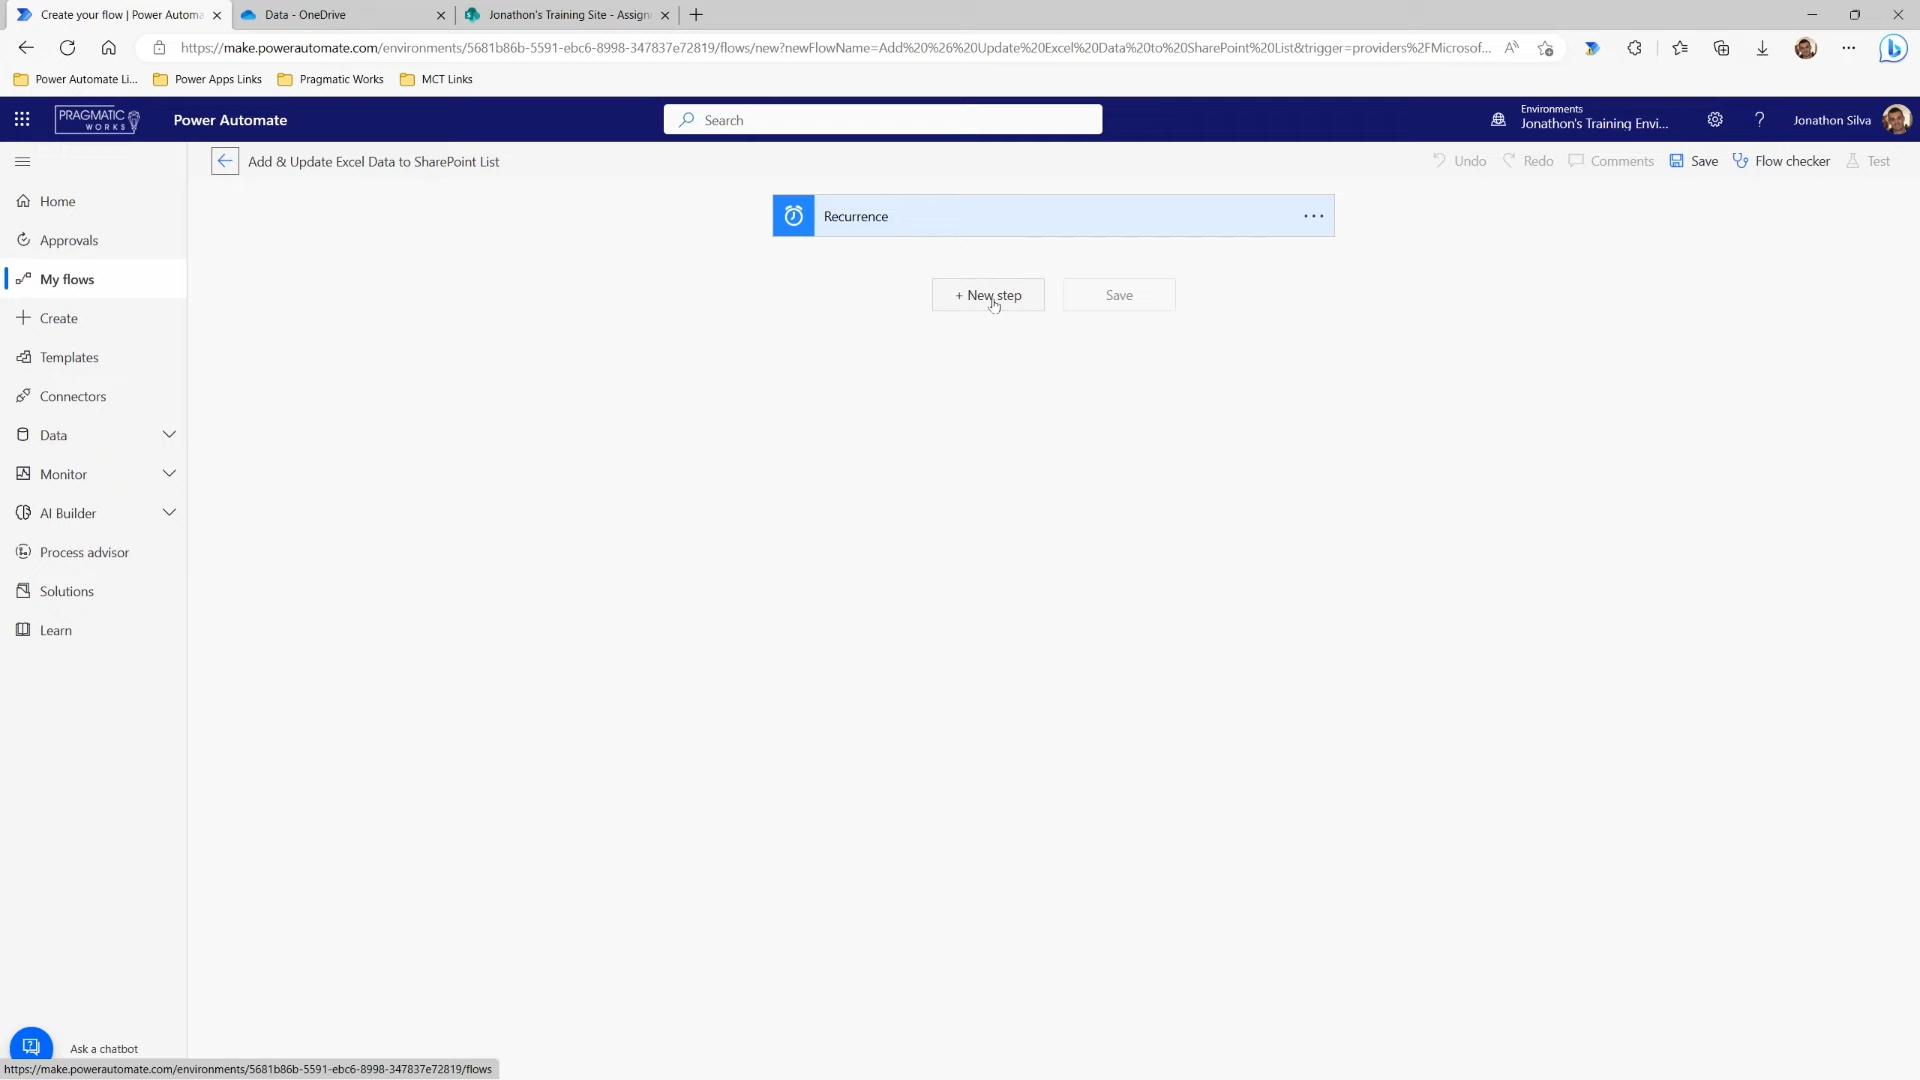 Create your flow | Power Automa
Data - OneDrive
Jonathon's Training Site - Assign
https://make.powerautomate.com/environments/5681b86b-5591-ebc6-8998-347837e72819/flows/new?newFlowName=Add%20%26%20Update%20Excel%20Data%20to%20SharePoint%20List&trigger=providers%2FMicrosof...
Power Automate Li...
Power Apps Links
Pragmatic Works
MCT Links
PRAGMATIC
WORKS
Power Automate
Search
Environments
Jonathon's Training Envi...
Jonathon Silva
Add & Update Excel Data to SharePoint List
Undo
Redo
Comments
Save
Flow checker
Test
Home
Approvals
My flows
Create
Templates
Connectors
Data
Monitor
AI Builder
Process advisor
Solutions
Learn
Recurrence
+ New step
Save
Ask a chatbot
https://make.powerautomate.com/environments/5681b86b-5591-ebc6-8998-347837e72819/flows